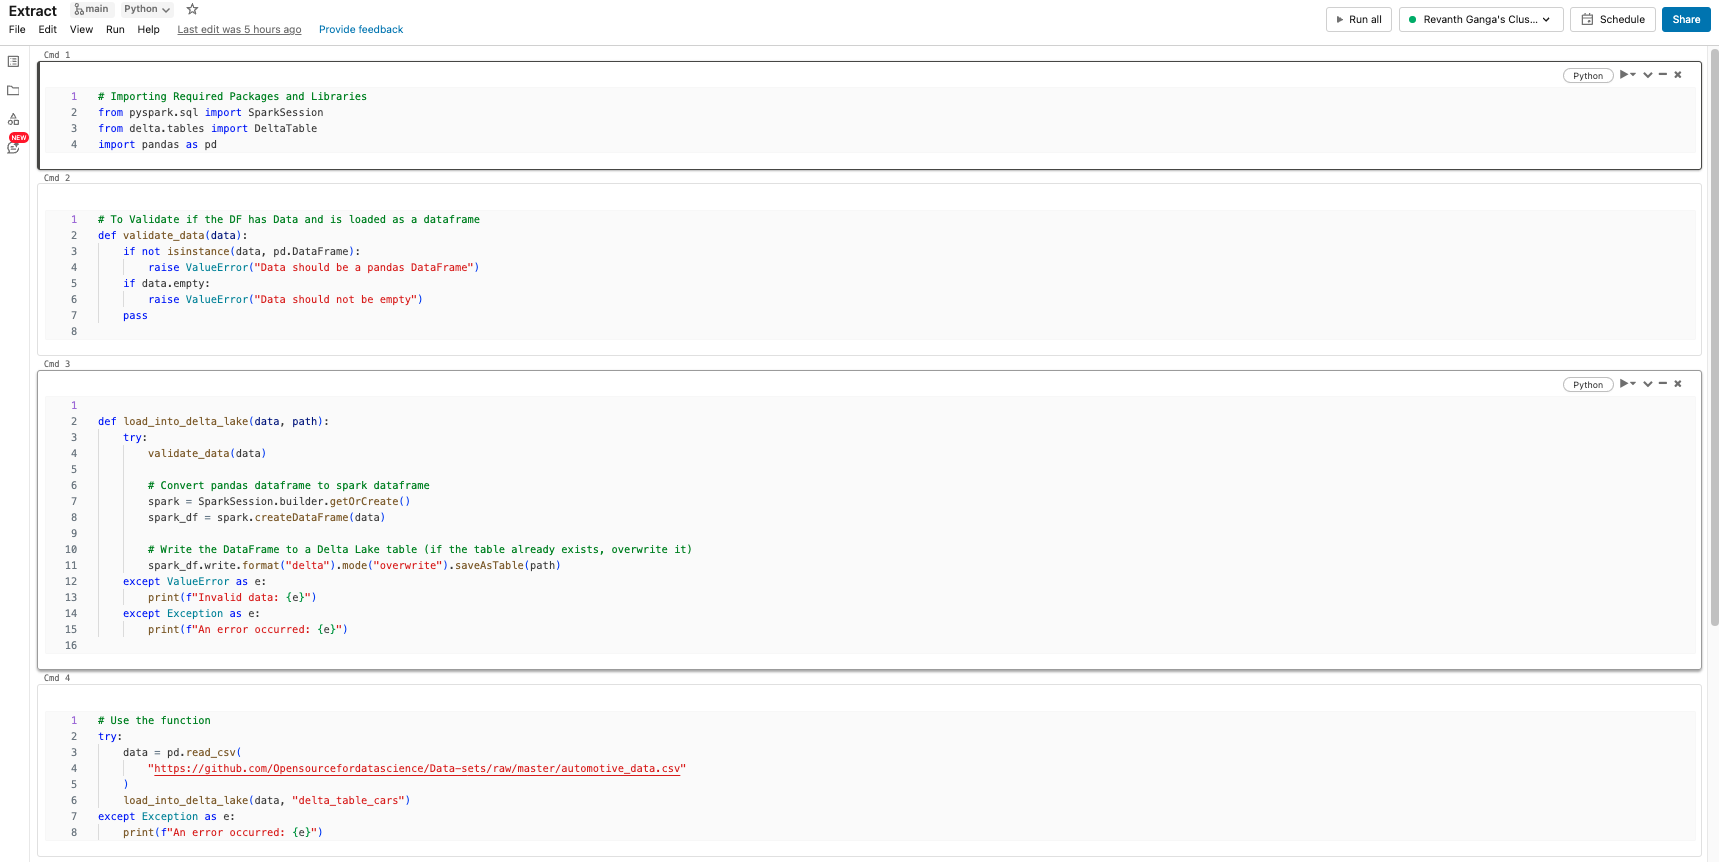 Extract main Python
File Edit View Run Help Last edit was 5 hours ago Provide feedback
Run all Revanth Ganga's Clus... Schedule Share
NEW
Cmd 1
Python
1 # Importing Required Packages and Libraries
2 from pyspark.sql import SparkSession
3 from delta.tables import DeltaTable
4 import pandas as pd
Cmd 2
1 # To Validate if the DF has Data and is loaded as a dataframe
2 def validate_data(data):
3     if not isinstance(data, pd.DataFrame):
4         raise ValueError("Data should be a pandas DataFrame")
5     if data.empty:
6         raise ValueError("Data should not be empty")
7     pass
8
Cmd 3
Python
1
2 def load_into_delta_lake(data, path):
3     try:
4         validate_data(data)
5
6         # Convert pandas dataframe to spark dataframe
7         spark = SparkSession.builder.getOrCreate()
8         spark_df = spark.createDataFrame(data)
9
10         # Write the DataFrame to a Delta Lake table (if the table already exists, overwrite it)
11         spark_df.write.format("delta").mode("overwrite").saveAsTable(path)
12     except ValueError as e:
13         print(f"Invalid data: {e}")
14     except Exception as e:
15         print(f"An error occurred: {e}")
16
Cmd 4
1 # Use the function
2 try:
3     data = pd.read_csv(
4         "https://github.com/Opensourcefordatascience/Data-sets/raw/master/automotive_data.csv"
5     )
6     load_into_delta_lake(data, "delta_table_cars")
7 except Exception as e:
8     print(f"An error occurred: {e}")